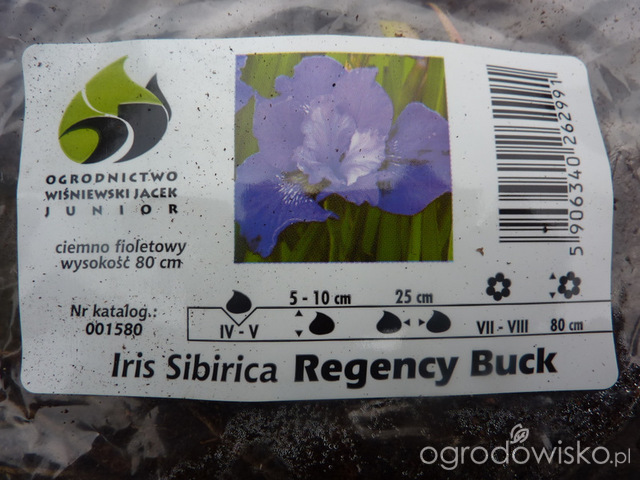 OGRODNICTWO
WIŚNIEWSKI JACEK
JUNIOR
ciemno fioletowy
wysokość 80 cm
Nr katalog.:
001580
5 906340 262991
5 - 10 cm 25 cm
IV - V VII - VIII 80 cm
Iris Sibirica Regency Buck
ogrodowisko.pl